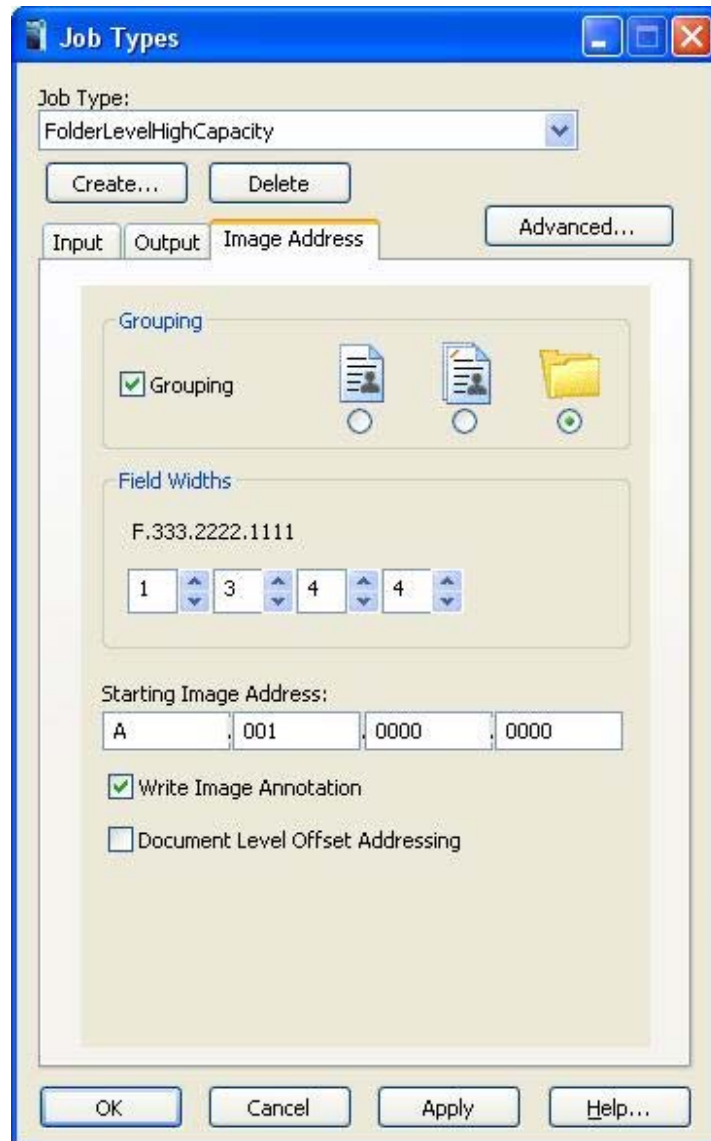 Job Types
Job Type:
FolderLevelHighCapacity
Create... Delete
Advanced...
Input Output Image Address
Grouping
Grouping
Field Widths
F.333.2222.1111
1 3 4 4
Starting Image Address:
A . 001 . 0000 . 0000
Write Image Annotation
Document Level Offset Addressing
OK Cancel Apply Help...